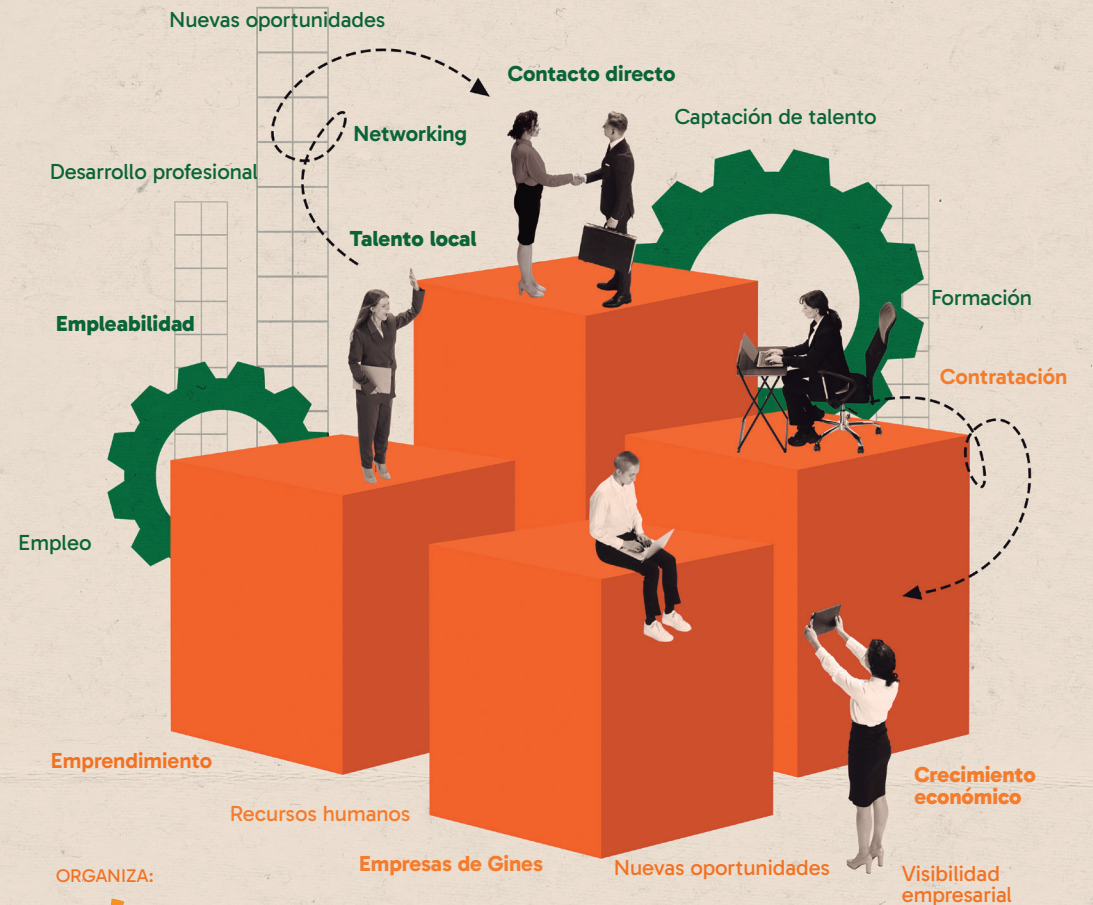 Nuevas oportunidades
Contacto directo
Captación de talento
Networking
Desarrollo profesional
Talento local
Formación
Empleabilidad
Contratación
Empleo
Emprendimiento
Crecimiento
económico
Recursos humanos
Empresas de Gines
Nuevas oportunidades
Visibilidad
empresarial
ORGANIZA: